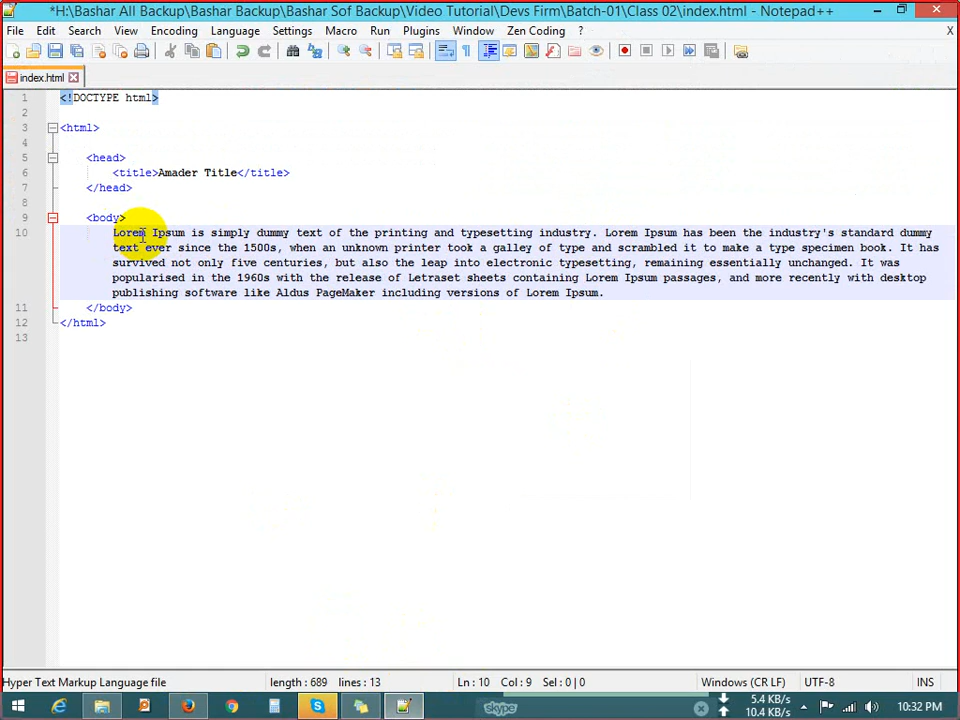 *H:\Bashar All Backup\Bashar Backup\Bashar Sof Backup\Video Tutorial\Devs Firm\Batch-01\Class 02\index.html - Notepad++
File Edit Search View Encoding Language Settings Macro Run Plugins Window Zen Coding ? X
index.html
1 <!DOCTYPE html>
2
3 <html>
4
5 <head>
6 <title>Amader Title</title>
7 </head>
8
9 <body>
10 Lorem Ipsum is simply dummy text of the printing and typesetting industry. Lorem Ipsum has been the industry's standard dummy
text ever since the 1500s, when an unknown printer took a galley of type and scrambled it to make a type specimen book. It has
survived not only five centuries, but also the leap into electronic typesetting, remaining essentially unchanged. It was
popularised in the 1960s with the release of Letraset sheets containing Lorem Ipsum passages, and more recently with desktop
publishing software like Aldus PageMaker including versions of Lorem Ipsum.
11 </body>
12 </html>
13
Hyper Text Markup Language file length : 689 lines : 13 Ln : 10 Col : 9 Sel : 0 | 0 Windows (CR LF) UTF-8 INS
skype 5.4 KB/s
10.4 KB/s
10:32 PM